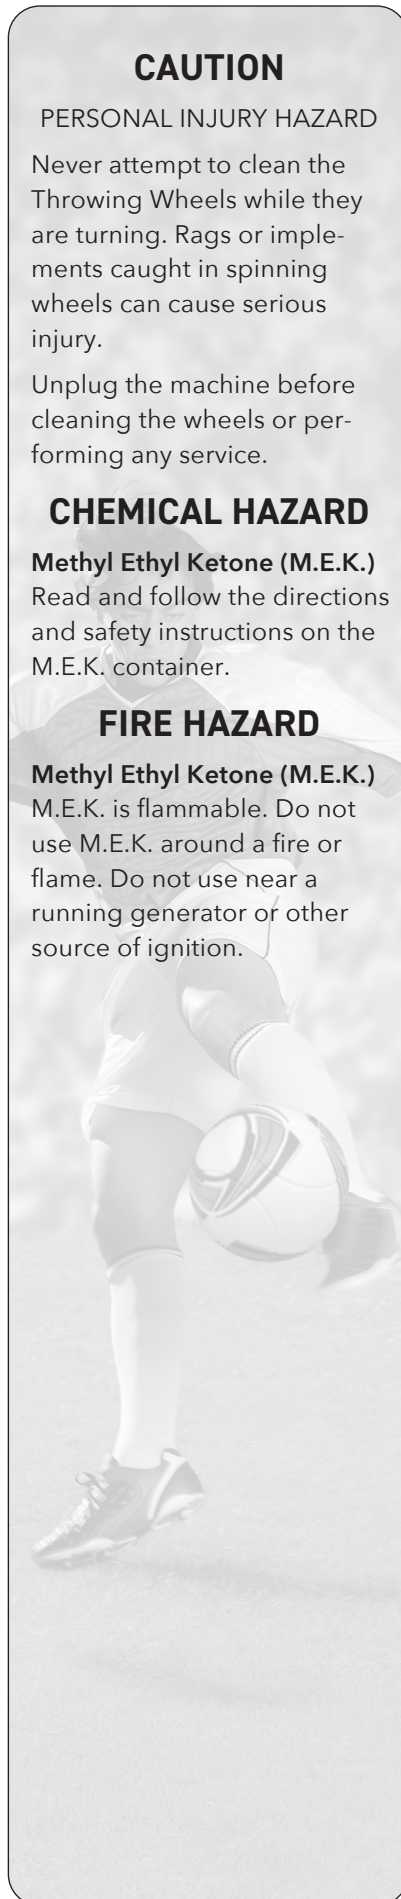 CAUTION
PERSONAL INJURY HAZARD
Never attempt to clean the
Throwing Wheels while they
are turning. Rags or imple-
ments caught in spinning
wheels can cause serious
injury.
Unplug the machine before
cleaning the wheels or per-
forming any service.
CHEMICAL HAZARD
Methyl Ethyl Ketone (M.E.K.)
Read and follow the directions
and safety instructions on the
M.E.K. container.
FIRE HAZARD
Methyl Ethyl Ketone (M.E.K.)
M.E.K. is flammable. Do not
use M.E.K. around a fire or
flame. Do not use near a
running generator or other
source of ignition.